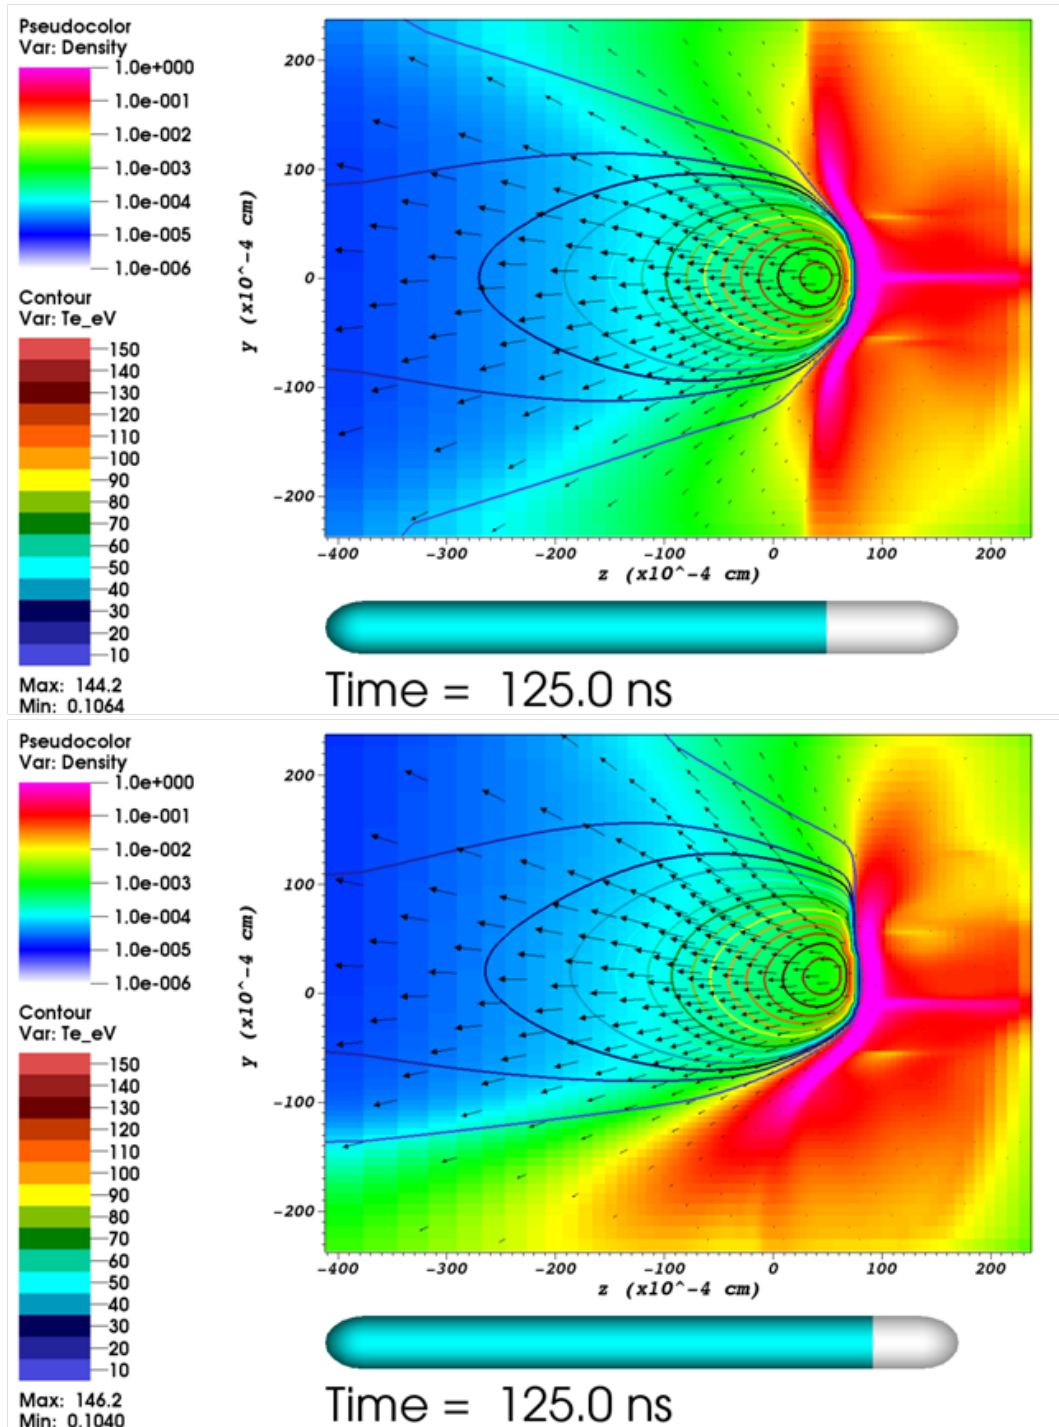 Pseudocolor
Var: Density
1.0e+000
1.0e-001
1.0e-002
1.0e-003
1.0e-004
1.0e-005
1.0e-006
Contour
Var: Te_eV
150
140
130
120
110
100
90
80
70
60
50
40
30
20
10
Max: 144.2
Min: 0.1064
y (x10^-4 cm)
200
100
0
-100
-200
-400
-300
-200
-100
0
100
200
z (x10^-4 cm)
Time = 125.0 ns
Pseudocolor
Var: Density
1.0e+000
1.0e-001
1.0e-002
1.0e-003
1.0e-004
1.0e-005
1.0e-006
Contour
Var: Te_eV
150
140
130
120
110
100
90
80
70
60
50
40
30
20
10
Max: 146.2
Min: 0.1040
y (x10^-4 cm)
200
100
0
-100
-200
-400
-300
-200
-100
0
100
200
z (x10^-4 cm)
Time = 125.0 ns